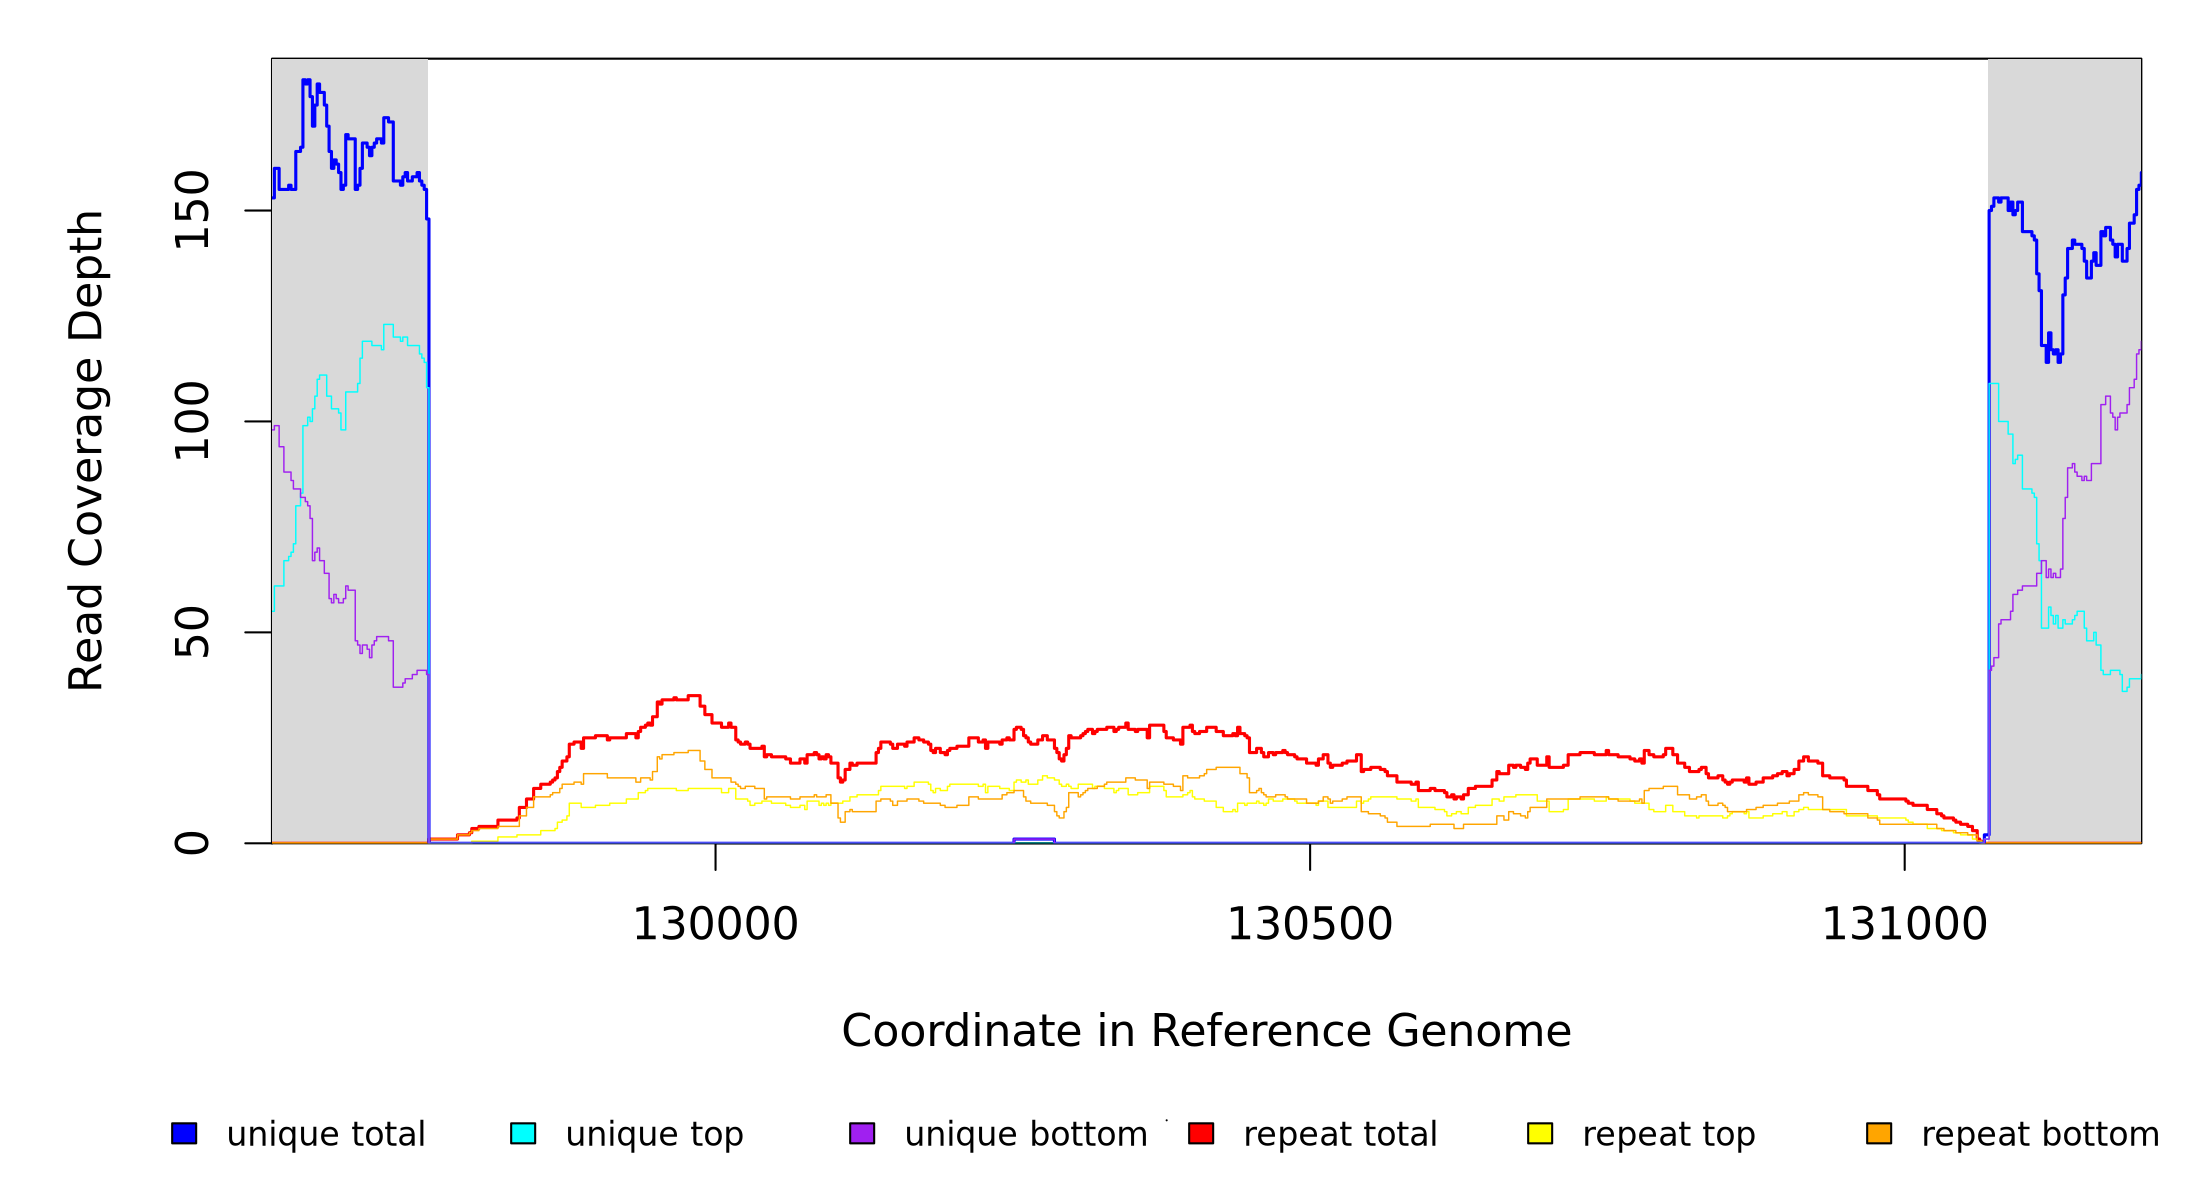 Read Coverage Depth
150
100
50
0
130000 130500 131000
Coordinate in Reference Genome
unique total unique top unique bottom repeat total repeat top repeat bottom